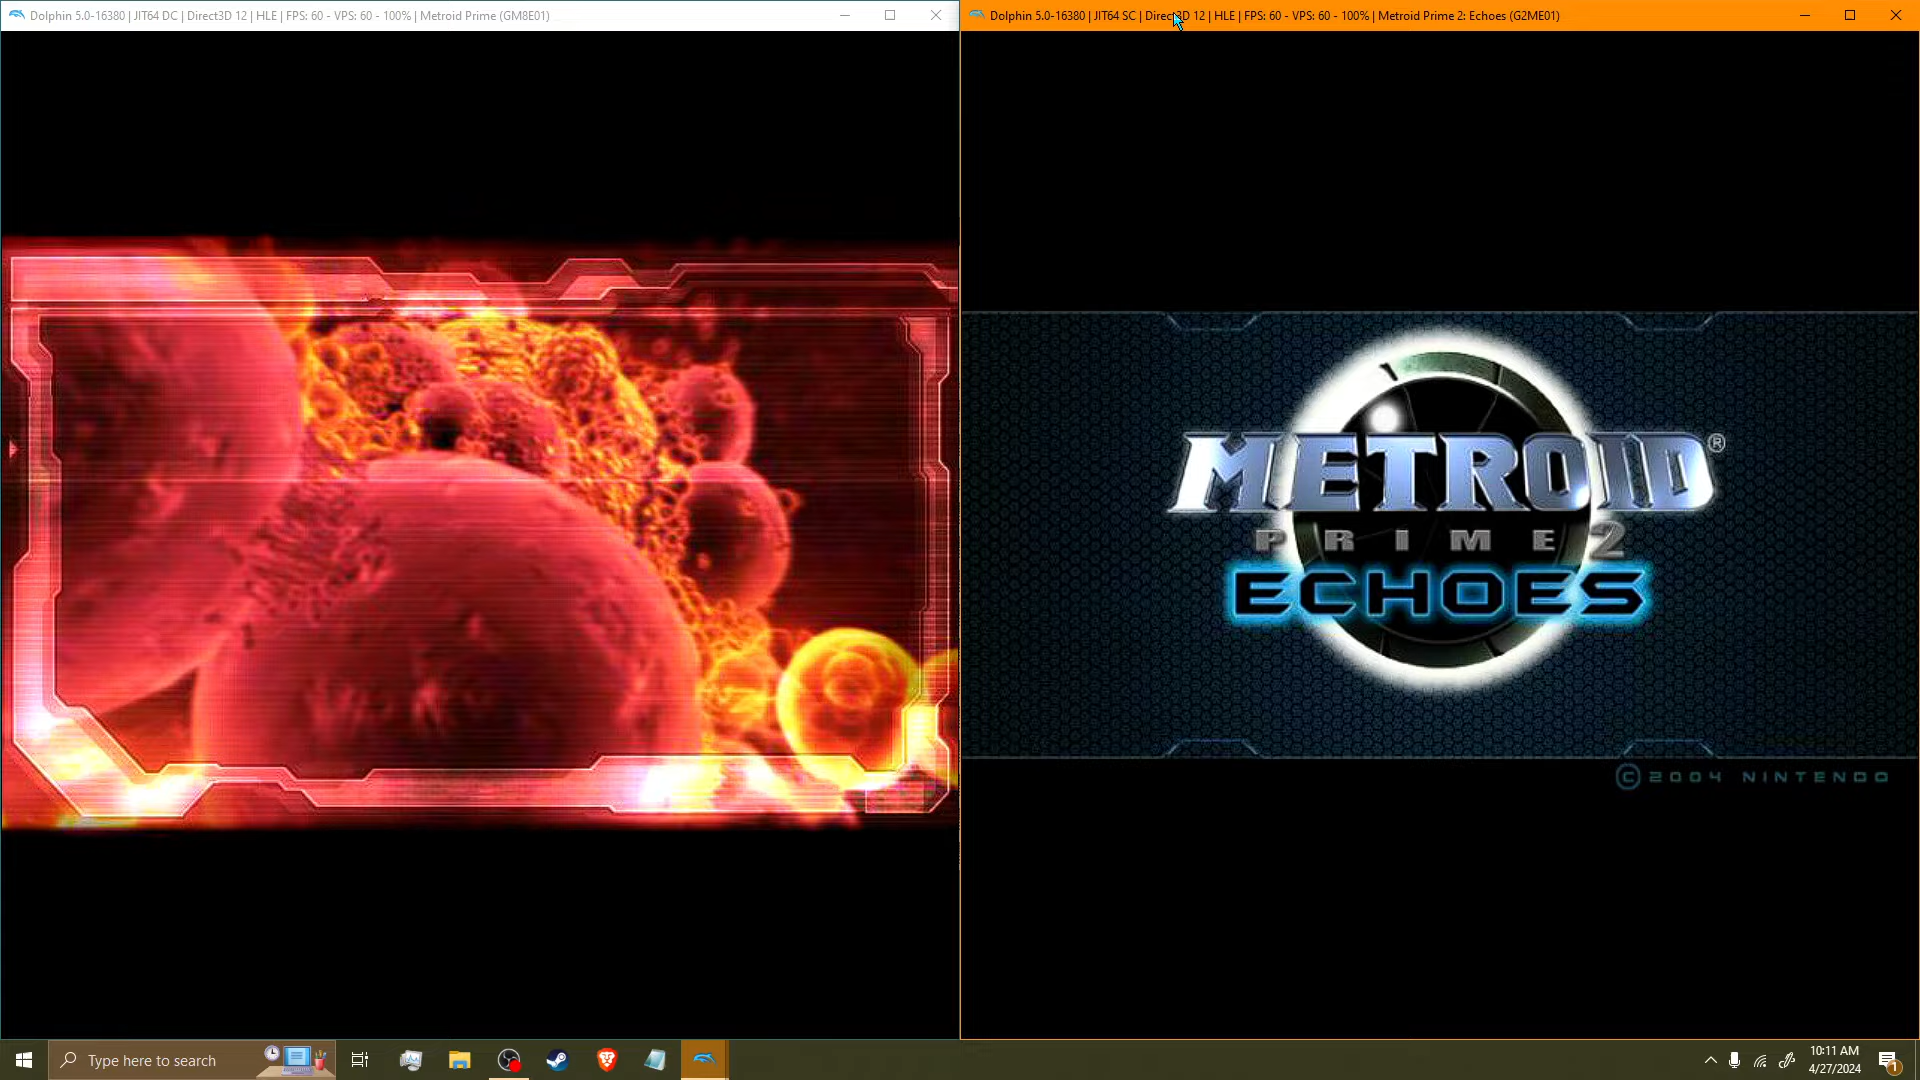 Dolphin 5.0-16380 | JIT64 DC | Direct3D 12 | HLE | FPS: 60 - VPS: 60 - 100% | Metroid Prime (GM8E01)
Dolphin 5.0-16380 | JIT64 SC | Direct3D 12 | HLE | FPS: 60 - VPS: 60 - 100% | Metroid Prime 2: Echoes (G2ME01)
METROID®
PRIME 2
ECHOES
© 2004 NINTENDO
Type here to search
10:11 AM
4/27/2024
1